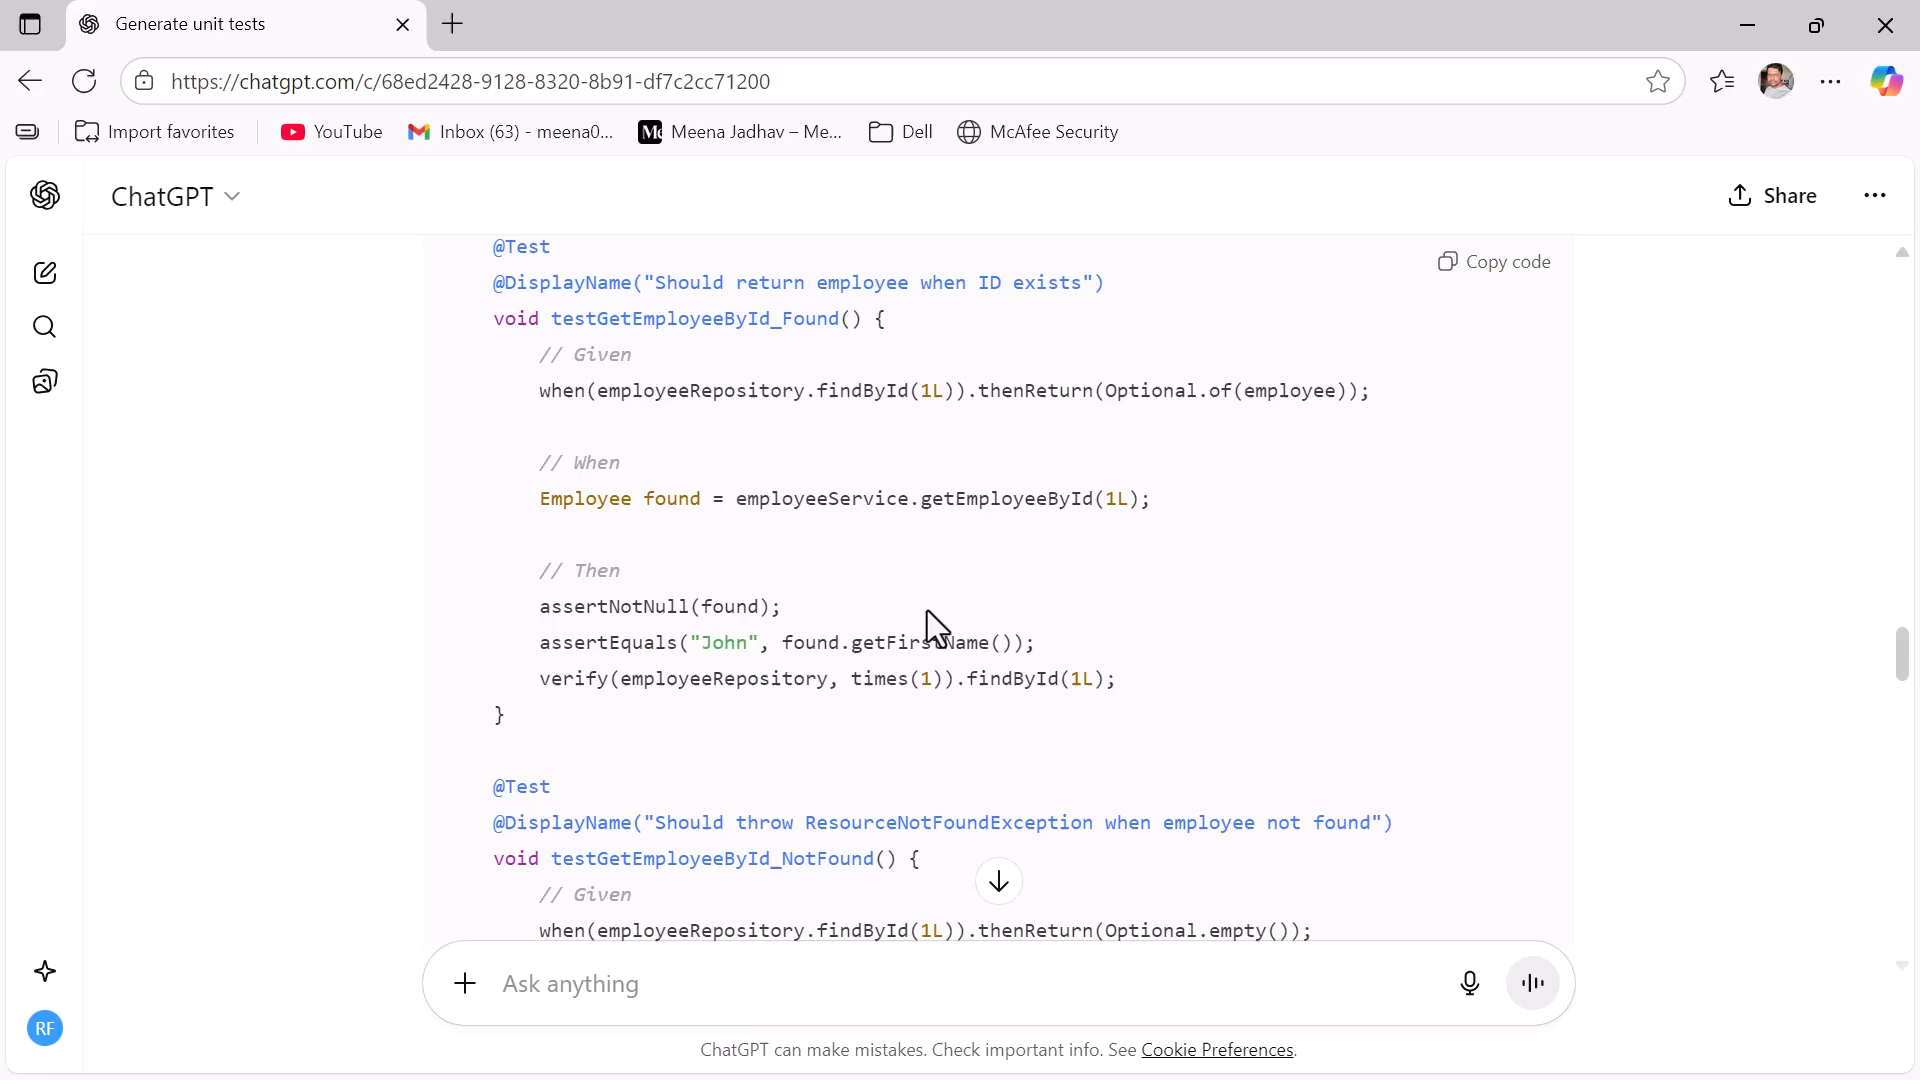 Generate unit tests
https://chatgpt.com/c/68ed2428-9128-8320-8b91-df7c2cc71200
Import favorites
YouTube
Inbox (63) - meena0...
Me
Meena Jadhav – Me...
Dell
McAfee Security
ChatGPT
Share
@Test
Copy code
@DisplayName("Should return employee when ID exists")
void testGetEmployeeById_Found() {
// Given
when(employeeRepository.findById(1L)).thenReturn(Optional.of(employee));
// When
Employee found = employeeService.getEmployeeById(1L);
// Then
assertNotNull(found);
assertEquals("John", found.getFirstName());
verify(employeeRepository, times(1)).findById(1L);
}
@Test
@DisplayName("Should throw ResourceNotFoundException when employee not found")
void testGetEmployeeById_NotFound() {
// Given
when(employeeRepository.findById(1L)).thenReturn(Optional.empty());
Ask anything
RF
ChatGPT can make mistakes. Check important info. See Cookie Preferences.